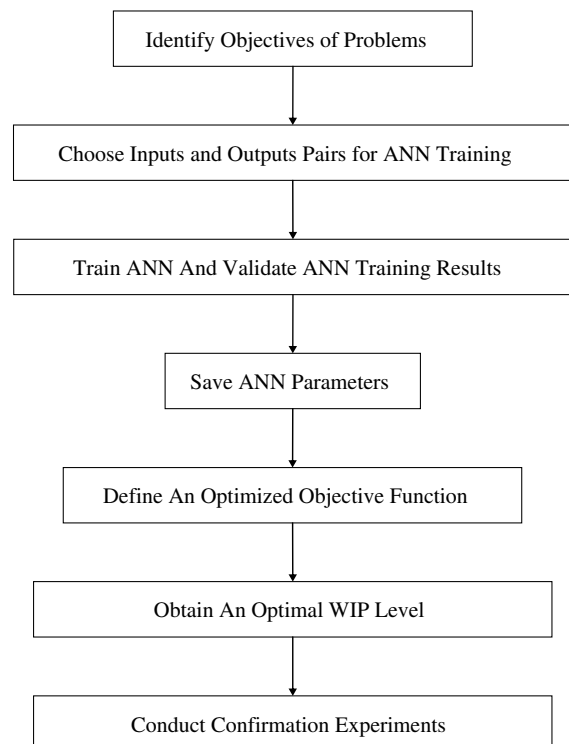 Identify Objectives of Problems
Choose Inputs and Outputs Pairs for ANN Training
Train ANN And Validate ANN Training Results
Save ANN Parameters
Define An Optimized Objective Function
Obtain An Optimal WIP Level
Conduct Confirmation Experiments